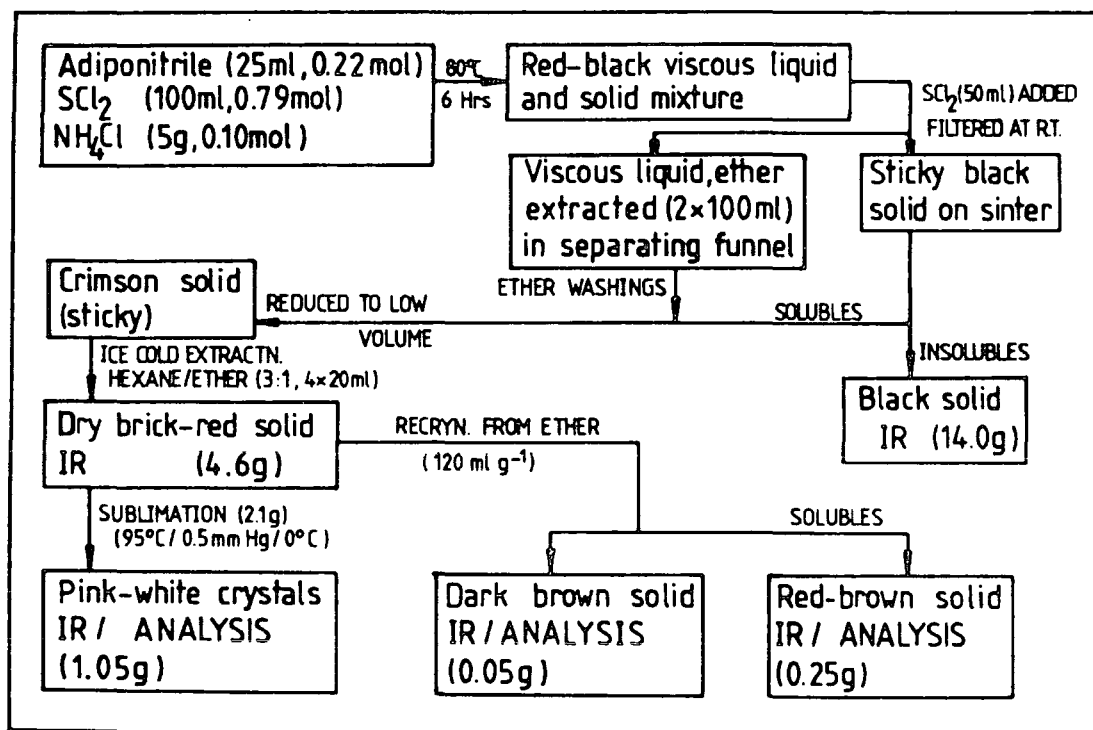 Adiponitrile (25ml, 0.22mol)
SCl₂ (100ml, 0.79mol)
NH₄Cl (5g, 0.10mol)
80°C
6 Hrs
Red-black viscous liquid
and solid mixture
SCl₂(50ml) ADDED
FILTERED AT R.T.
Viscous liquid, ether
extracted (2×100ml)
in separating funnel
Sticky black
solid on sinter
ETHER WASHINGS
SOLUBLES
Crimson solid
(sticky)
REDUCED TO LOW
VOLUME
INSOLUBLES
Black solid
IR (14.0g)
ICE COLD EXTRACTN.
HEXANE/ETHER (3:1, 4×20ml)
Dry brick-red solid
IR (4.6g)
RECRYN. FROM ETHER
(120 ml g⁻¹)
SUBLIMATION (2.1g)
(95°C/0.5mm Hg/0°C)
SOLUBLES
Pink-white crystals
IR/ ANALYSIS
(1.05g)
Dark brown solid
IR/ANALYSIS
(0.05g)
Red-brown solid
IR/ ANALYSIS
(0.25g)